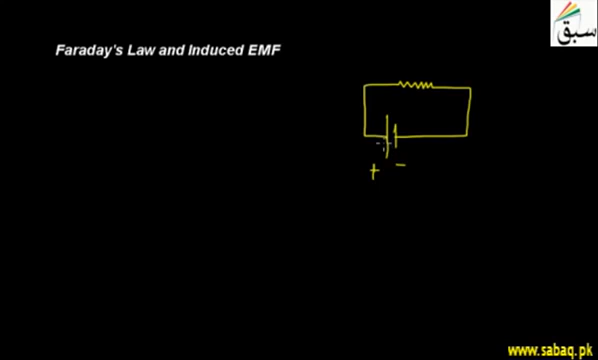 سبق
Faraday's Law and Induced EMF
+ -
www.sabaq.pk